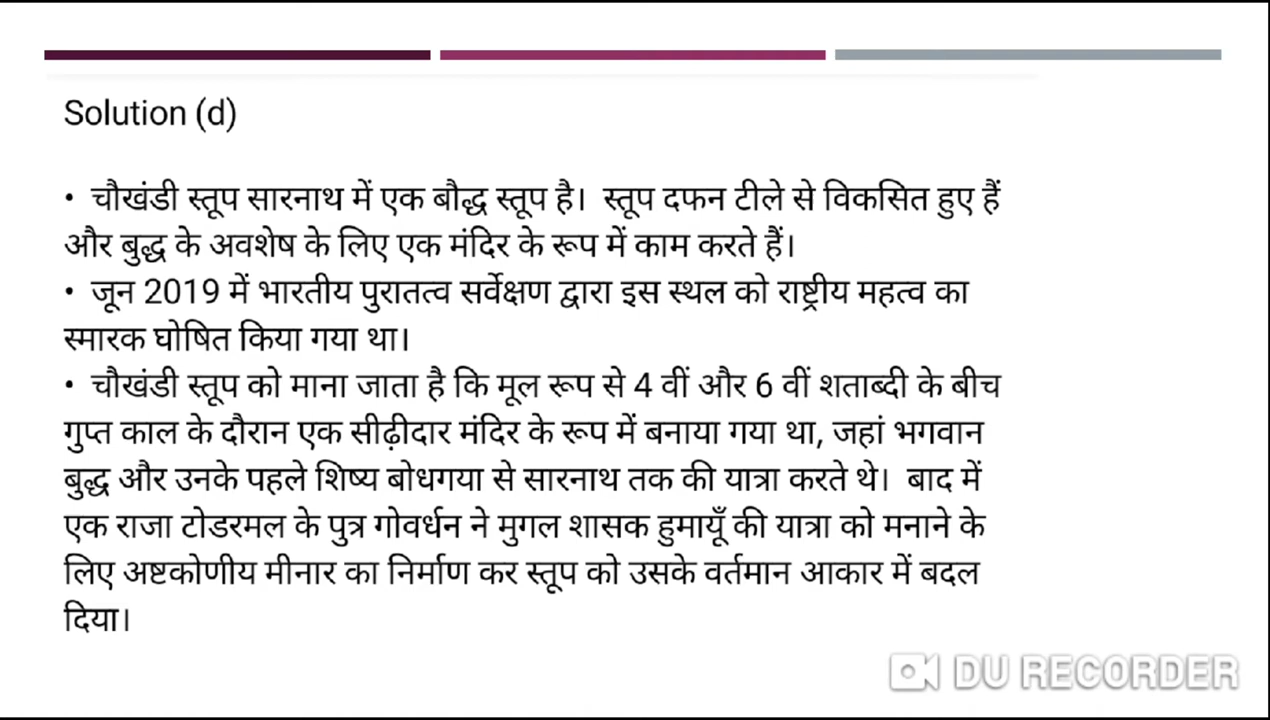 Solution (d)
• चौखंडी स्तूप सारनाथ में एक बौद्ध स्तूप है। स्तूप दफन टीले से विकसित हुए हैं
और बुद्ध के अवशेष के लिए एक मंदिर के रूप में काम करते हैं।
• जून 2019 में भारतीय पुरातत्व सर्वेक्षण द्वारा इस स्थल को राष्ट्रीय महत्व का
स्मारक घोषित किया गया था।
• चौखंडी स्तूप को माना जाता है कि मूल रूप से 4 वीं और 6 वीं शताब्दी के बीच
गुप्त काल के दौरान एक सीढ़ीदार मंदिर के रूप में बनाया गया था, जहां भगवान
बुद्ध और उनके पहले शिष्य बोधगया से सारनाथ तक की यात्रा करते थे। बाद में
एक राजा टोडरमल के पुत्र गोवर्धन ने मुगल शासक हुमायूँ की यात्रा को मनाने के
लिए अष्टकोणीय मीनार का निर्माण कर स्तूप को उसके वर्तमान आकार में बदल
दिया।
DU RECORDER